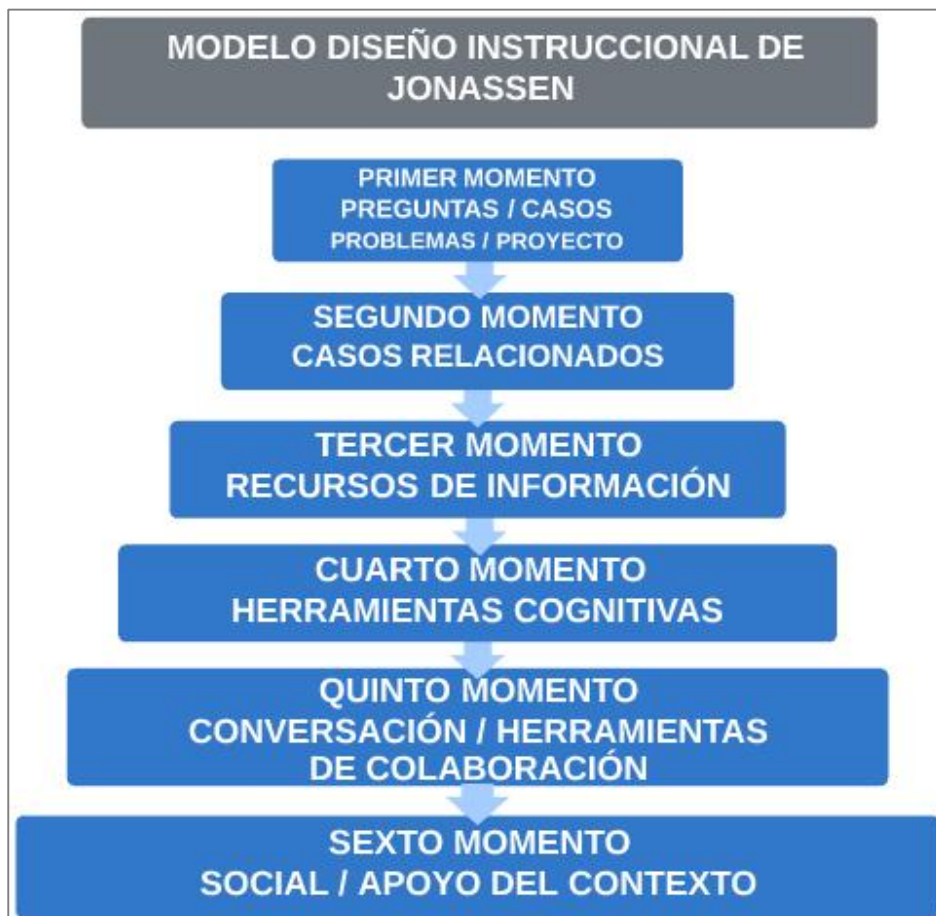 MODELO DISEÑO INSTRUCCIONAL DE
JONASSEN
PRIMER MOMENTO
PREGUNTAS / CASOS
PROBLEMAS / PROYECTO
SEGUNDO MOMENTO
CASOS RELACIONADOS
TERCER MOMENTO
RECURSOS DE INFORMACIÓN
CUARTO MOMENTO
HERRAMIENTAS COGNITIVAS
QUINTO MOMENTO
CONVERSACIÓN / HERRAMIENTAS
DE COLABORACIÓN
SEXTO MOMENTO
SOCIAL / APOYO DEL CONTEXTO